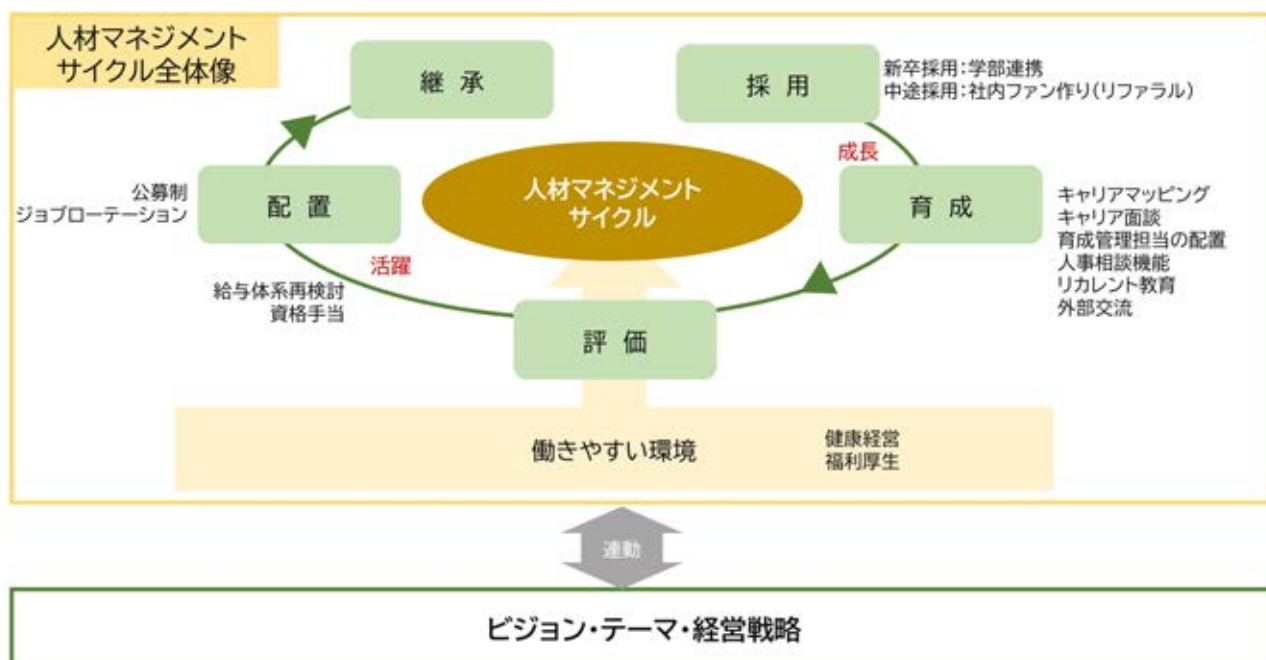 人材マネジメント
サイクル全体像
継 承
採 用
新卒採用:学部連携
中途採用:社内ファン作り(リファラル)
成長
公募制
ジョブローテーション
配 置
人材マネジメント
サイクル
育 成
キャリアマッピング
キャリア面談
育成管理担当の配置
人事相談機能
リカレント教育
外部交流
活躍
給与体系再検討
資格手当
評 価
働きやすい環境
健康経営
福利厚生
連動
ビジョン・テーマ・経営戦略